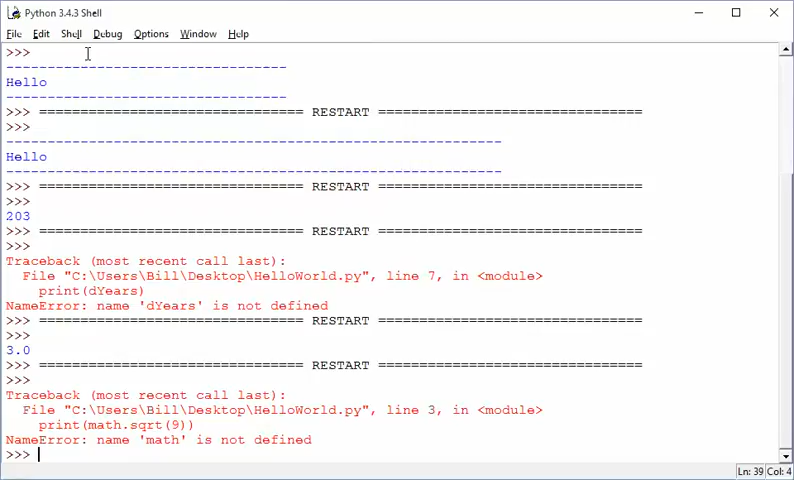 Python 3.4.3 Shell
File Edit Shell Debug Options Window Help
>>>
----------------------------------
Hello
----------------------------------
>>> ================================ RESTART ================================
>>>
------------------------------------------------------------
Hello
------------------------------------------------------------
>>> ================================ RESTART ================================
>>>
203
>>> ================================ RESTART ================================
>>>
Traceback (most recent call last):
  File "C:\Users\Bill\Desktop\HelloWorld.py", line 7, in <module>
    print(dYears)
NameError: name 'dYears' is not defined
>>> ================================ RESTART ================================
>>>
3.0
>>> ================================ RESTART ================================
>>>
Traceback (most recent call last):
  File "C:\Users\Bill\Desktop\HelloWorld.py", line 3, in <module>
    print(math.sqrt(9))
NameError: name 'math' is not defined
>>>
Ln: 39 Col: 4